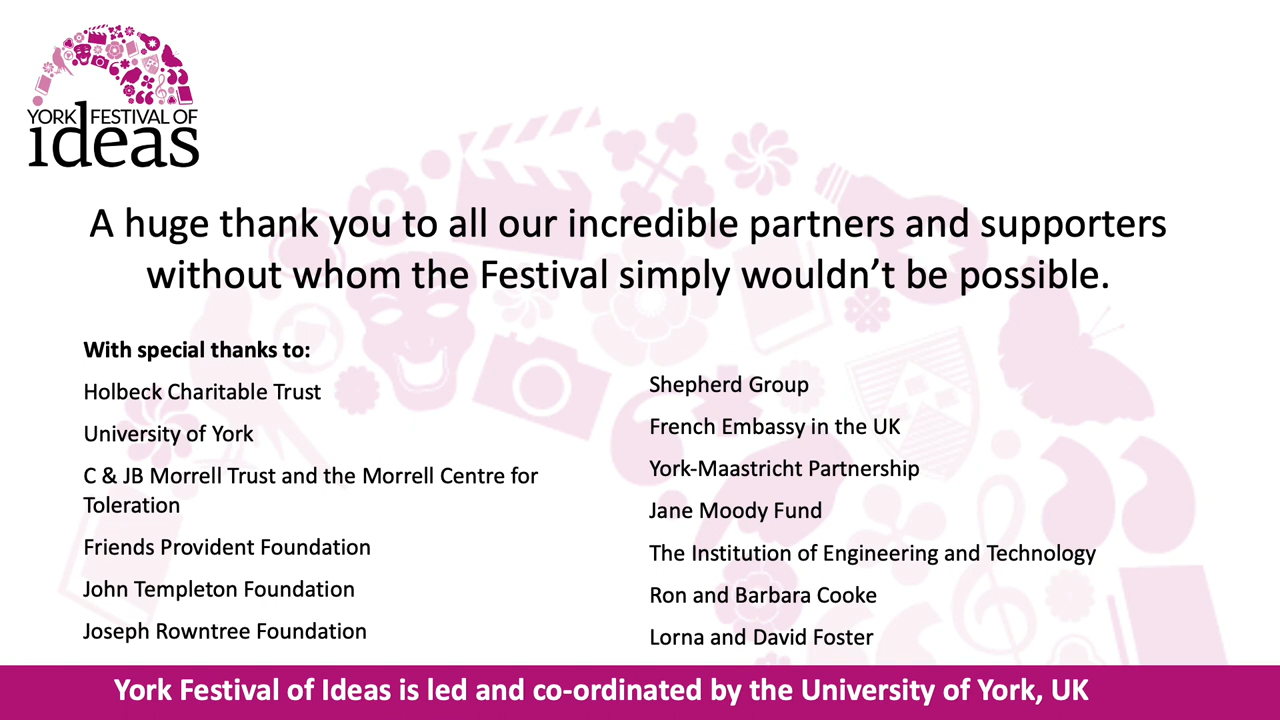 YORK FESTIVAL OF
ideas
A huge thank you to all our incredible partners and supporters
without whom the Festival simply wouldn’t be possible.
With special thanks to:
Holbeck Charitable Trust
University of York
C & JB Morrell Trust and the Morrell Centre for
Toleration
Friends Provident Foundation
John Templeton Foundation
Joseph Rowntree Foundation
Shepherd Group
French Embassy in the UK
York-Maastricht Partnership
Jane Moody Fund
The Institution of Engineering and Technology
Ron and Barbara Cooke
Lorna and David Foster
York Festival of Ideas is led and co-ordinated by the University of York, UK